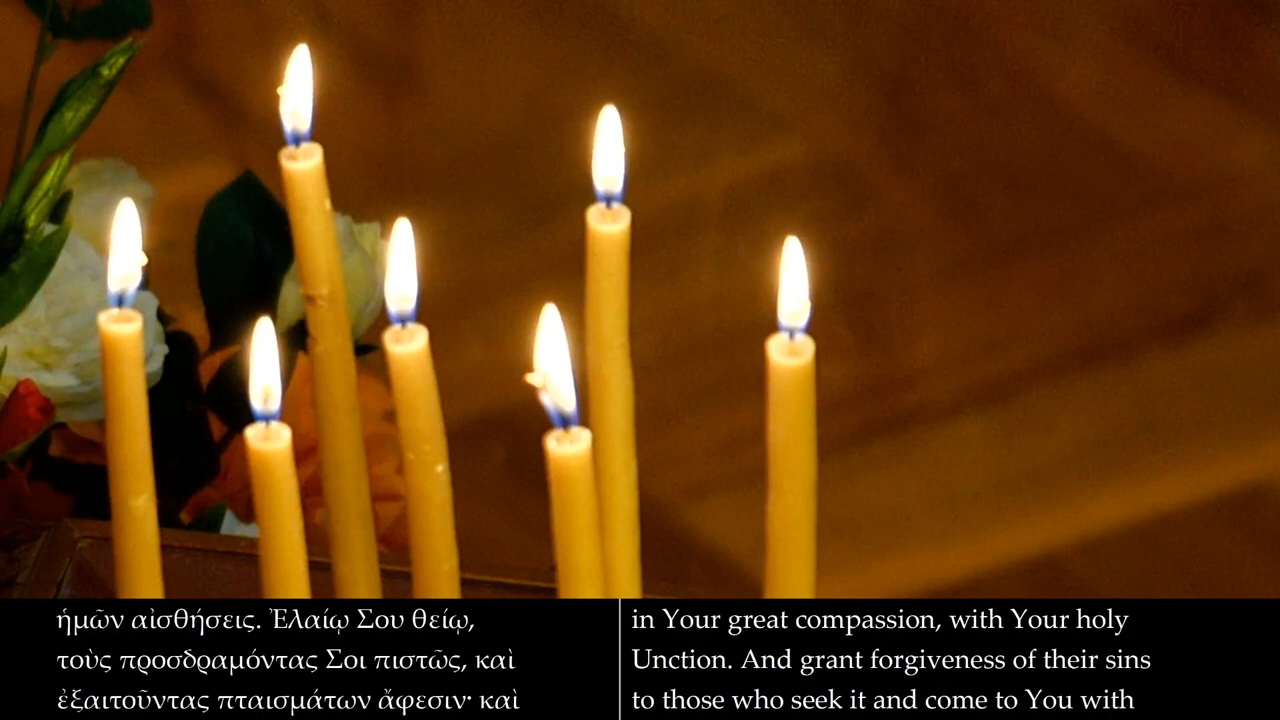 ἡμῶν αἰσθήσεις. Ἐλαίῳ Σου θείῳ,
τοὺς προσδραμόντας Σοι πιστῶς, καὶ
ἐξαιτοῦντας πταισμάτων ἄφεσιν· καὶ
in Your great compassion, with Your holy
Unction. And grant forgiveness of their sins
to those who seek it and come to You with